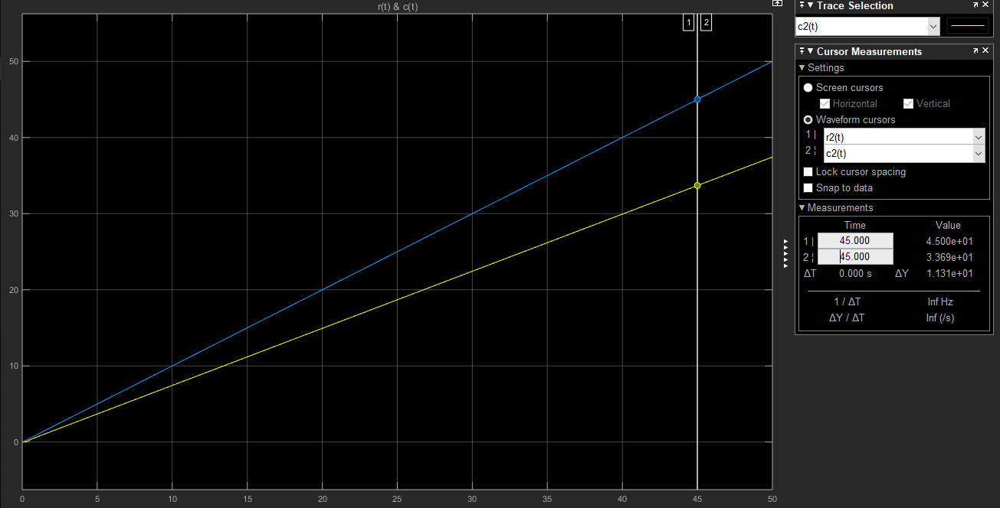 r(t) & c(t)
1 2
50
40
30
20
10
0
0 5 10 15 20 25 30 35 40 45 50
Trace Selection
c2(t)
Cursor Measurements
Settings
Screen cursors
Horizontal Vertical
Waveform cursors
1 | r2(t)
2 ¦ c2(t)
Lock cursor spacing
Snap to data
Measurements
Time Value
1 | 45.000 4.500e+01
2 ¦ 45.000 3.369e+01
ΔT 0.000 s ΔY 1.131e+01
1 / ΔT Inf Hz
ΔY / ΔT Inf (/s)